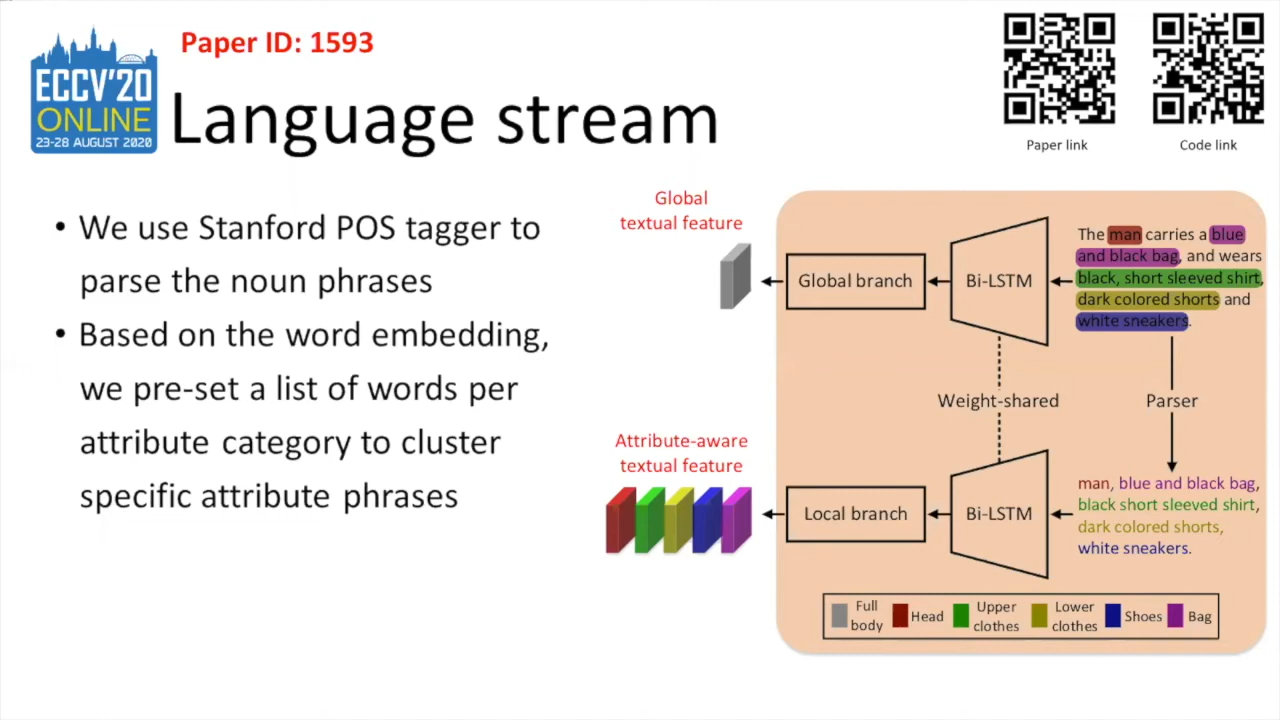 ECCV'20
ONLINE
23-28 AUGUST 2020
Paper ID: 1593
Language stream
Paper link
Code link
• We use Stanford POS tagger to
parse the noun phrases
• Based on the word embedding,
we pre-set a list of words per
attribute category to cluster
specific attribute phrases
Global
textual feature
Global branch
Bi-LSTM
The man carries a blue
and black bag, and wears
black, short sleeved shirt,
dark colored shorts and
white sneakers.
Weight-shared
Parser
Attribute-aware
textual feature
Local branch
Bi-LSTM
man, blue and black bag,
black short sleeved shirt,
dark colored shorts,
white sneakers.
Full
body
Head
Upper
clothes
Lower
clothes
Shoes
Bag